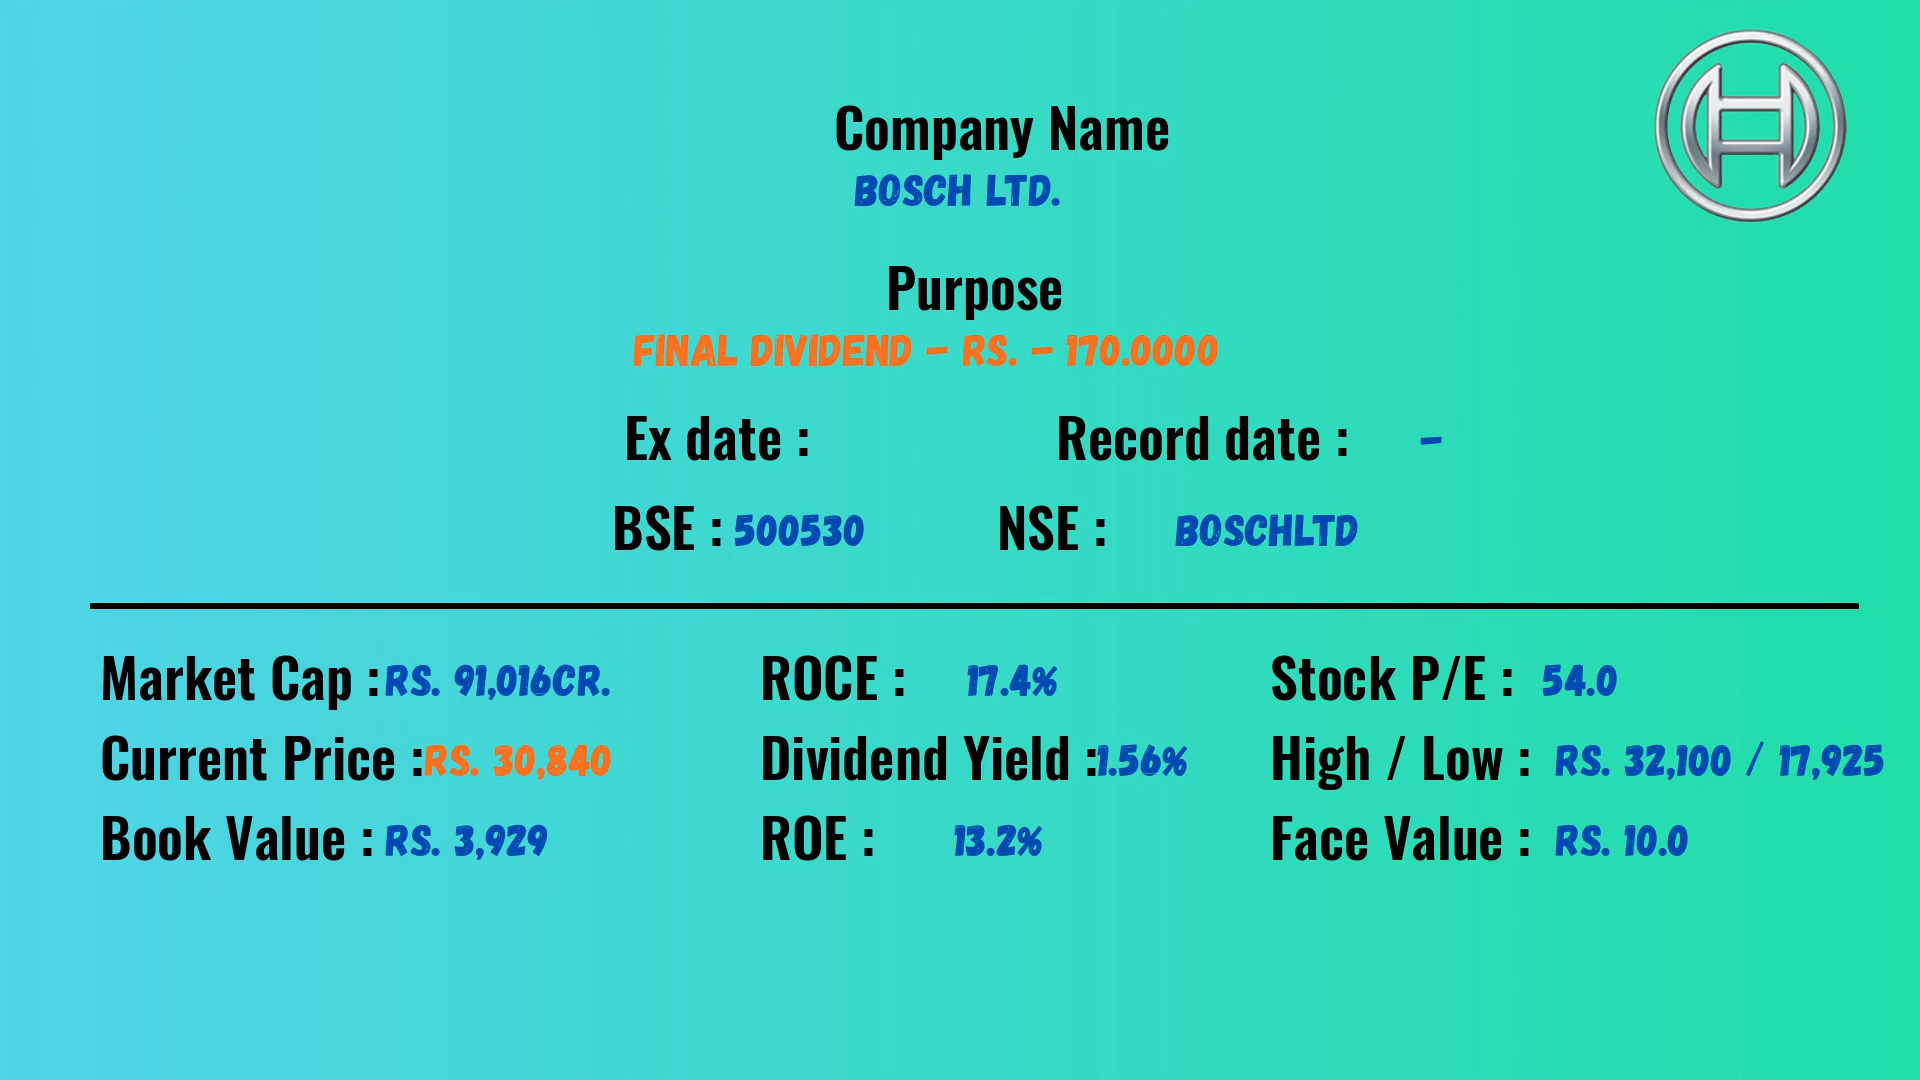 Company Name
BOSCH LTD.
Purpose
FINAL DIVIDEND - RS. - 170.0000
Ex date : Record date : -
BSE : 500530 NSE : BOSCHLTD
Market Cap : RS. 91,016CR. ROCE : 17.4% Stock P/E : 54.0
Current Price : RS. 30,840 Dividend Yield : 1.56% High / Low : RS. 32,100 / 17,925
Book Value : RS. 3,929 ROE : 13.2% Face Value : RS. 10.0